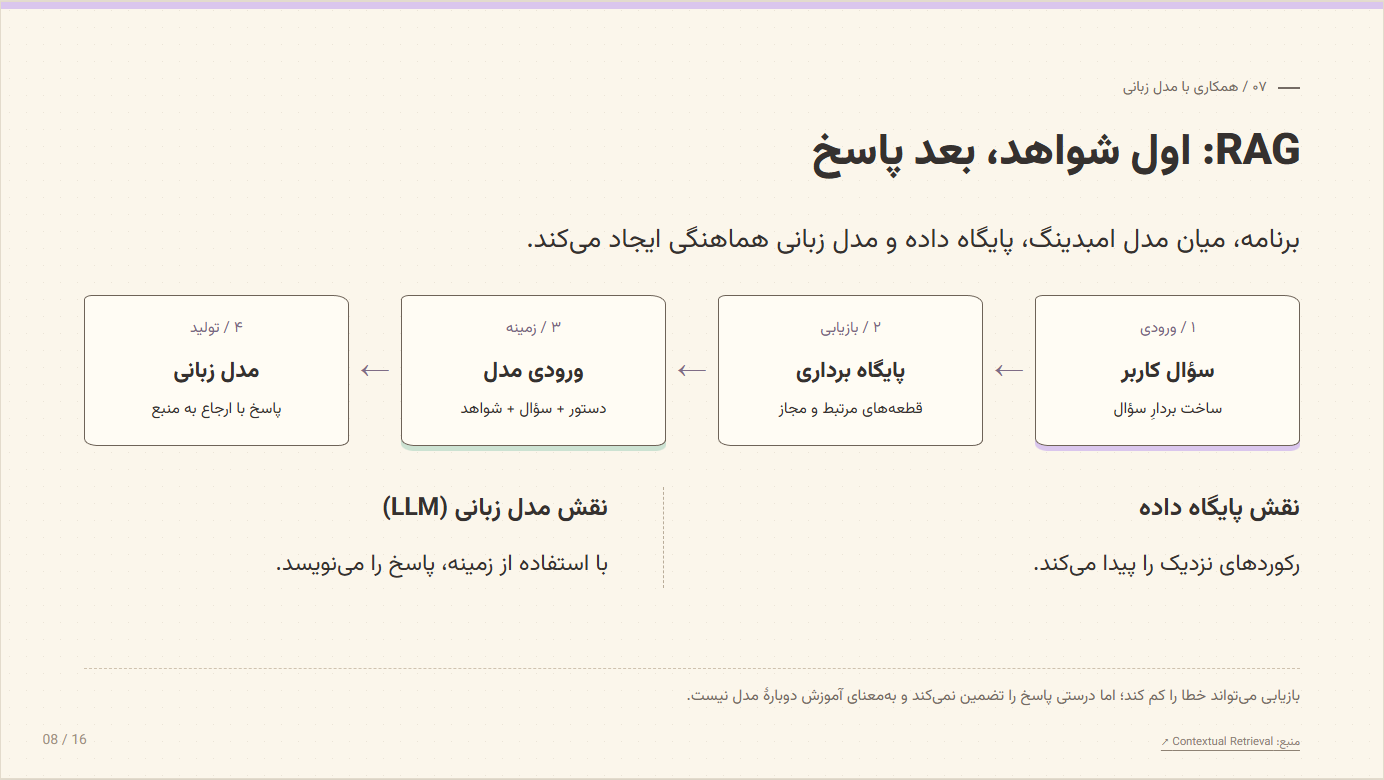 ۰۷ / همکاری با مدل زبانی
RAG: اول شواهد، بعد پاسخ
برنامه، میان مدل امبدینگ، پایگاه داده و مدل زبانی هماهنگی ایجاد می‌کند.
۱ / ورودی
سؤال کاربر
ساخت بردارِ سؤال
←
۲ / بازیابی
پایگاه برداری
قطعه‌های مرتبط و مجاز
←
۳ / زمینه
ورودی مدل
دستور + سؤال + شواهد
←
۴ / تولید
مدل زبانی
پاسخ با ارجاع به منبع
نقش پایگاه داده
رکوردهای نزدیک را پیدا می‌کند.
نقش مدل زبانی (LLM)
با استفاده از زمینه، پاسخ را می‌نویسد.
بازیابی می‌تواند خطا را کم کند؛ اما درستی پاسخ را تضمین نمی‌کند و به‌معنای آموزش دوبارهٔ مدل نیست.
منبع: Contextual Retrieval ↗
08 / 16